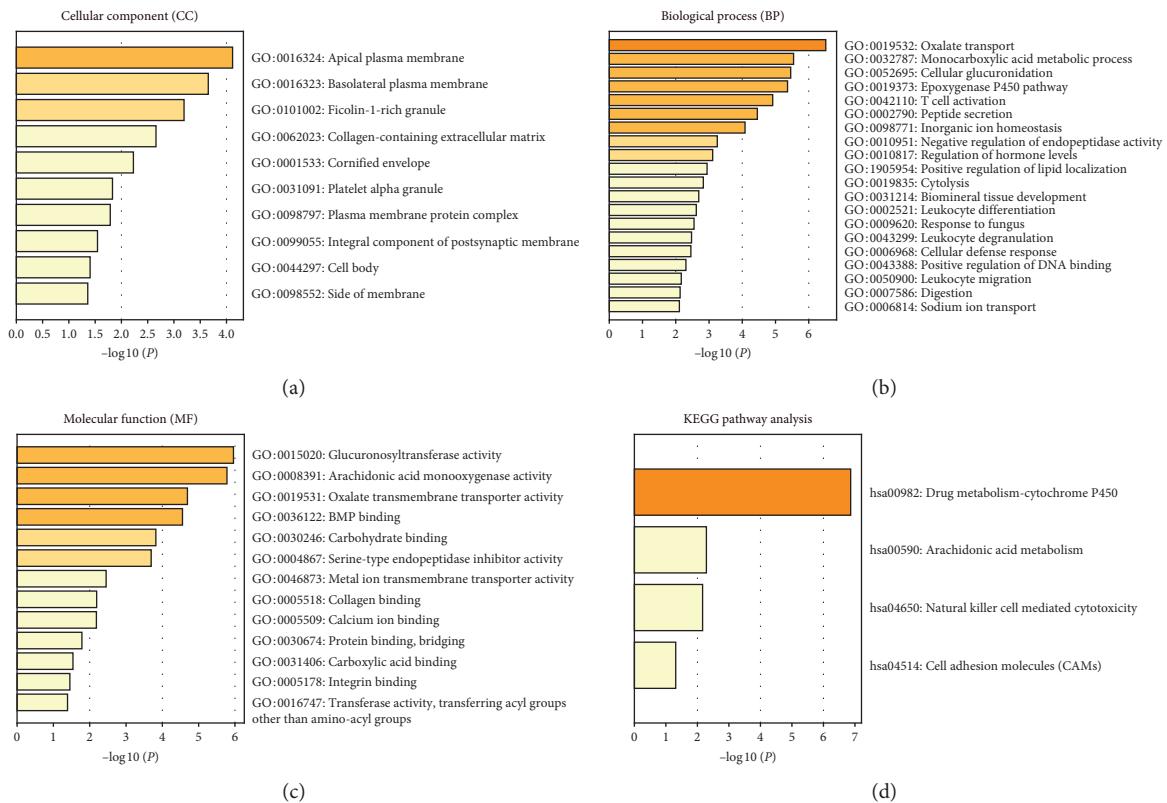 Cellular component (CC)
GO:0016324: Apical plasma membrane
GO:0016323: Basolateral plasma membrane
GO:0101002: Ficolin-1-rich granule
GO:0062023: Collagen-containing extracellular matrix
GO:0001533: Cornified envelope
GO:0031091: Platelet alpha granule
GO:0098797: Plasma membrane protein complex
GO:0099055: Integral component of postsynaptic membrane
GO:0044297: Cell body
GO:0098552: Side of membrane
0.0 0.5 1.0 1.5 2.0 2.5 3.0 3.5 4.0
–log10 (P)
(a)
Biological process (BP)
GO:0019532: Oxalate transport
GO:0032787: Monocarboxylic acid metabolic process
GO:0052695: Cellular glucuronidation
GO:0019373: Epoxygenase P450 pathway
GO:0042110: T cell activation
GO:0002790: Peptide secretion
GO:0098771: Inorganic ion homeostasis
GO:0010951: Negative regulation of endopeptidase activity
GO:0010817: Regulation of hormone levels
GO:1905954: Positive regulation of lipid localization
GO:0019835: Cytolysis
GO:0031214: Biomineral tissue development
GO:0002521: Leukocyte differentiation
GO:0009620: Response to fungus
GO:0043299: Leukocyte degranulation
GO:0006968: Cellular defense response
GO:0043388: Positive regulation of DNA binding
GO:0050900: Leukocyte migration
GO:0007586: Digestion
GO:0006814: Sodium ion transport
0 1 2 3 4 5 6
–log10 (P)
(b)
Molecular function (MF)
GO:0015020: Glucuronosyltransferase activity
GO:0008391: Arachidonic acid monooxygenase activity
GO:0019531: Oxalate transmembrane transporter activity
GO:0036122: BMP binding
GO:0030246: Carbohydrate binding
GO:0004867: Serine-type endopeptidase inhibitor activity
GO:0046873: Metal ion transmembrane transporter activity
GO:0005518: Collagen binding
GO:0005509: Calcium ion binding
GO:0030674: Protein binding, bridging
GO:0031406: Carboxylic acid binding
GO:0005178: Integrin binding
GO:0016747: Transferase activity, transferring acyl groups
other than amino-acyl groups
0 1 2 3 4 5 6
–log10 (P)
(c)
KEGG pathway analysis
hsa00982: Drug metabolism-cytochrome P450
hsa00590: Arachidonic acid metabolism
hsa04650: Natural killer cell mediated cytotoxicity
hsa04514: Cell adhesion molecules (CAMs)
0 1 2 3 4 5 6 7
–log10 (P)
(d)